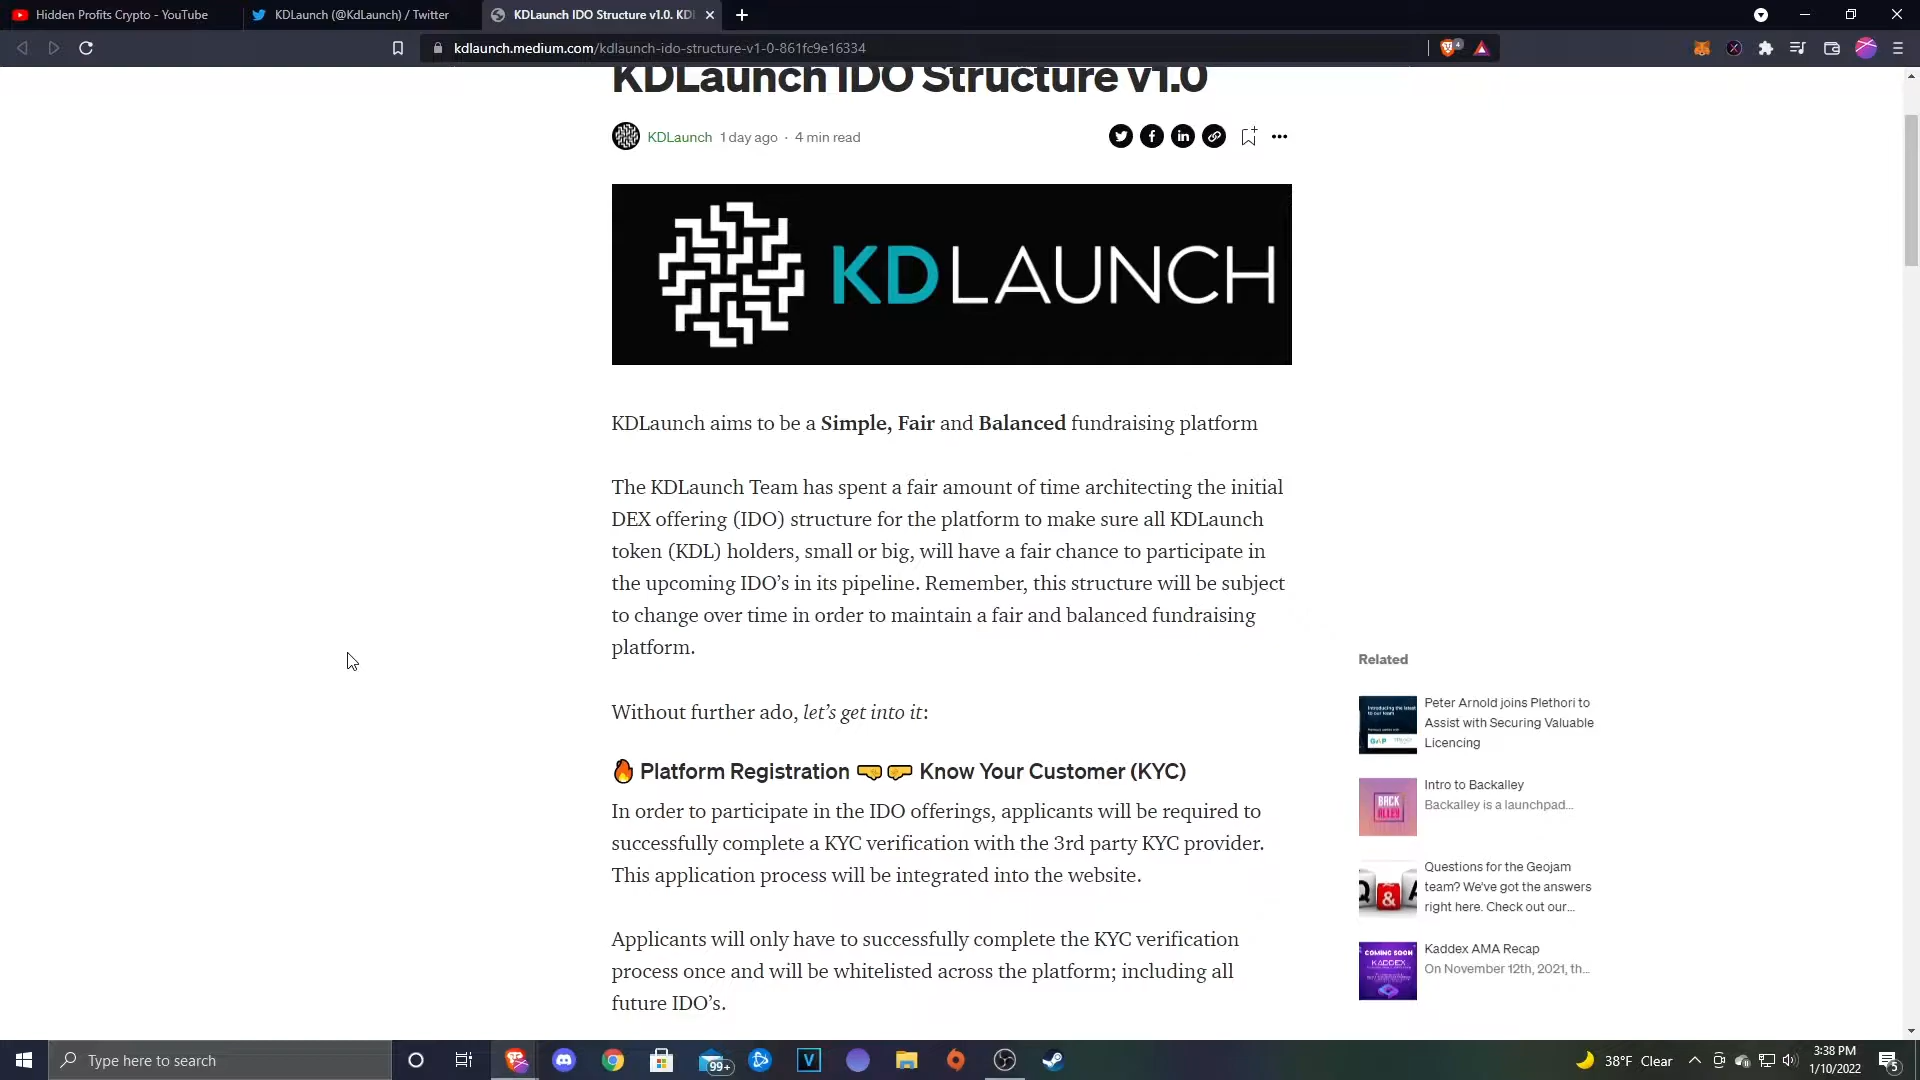 Hidden Profits Crypto - YouTube
KDLaunch (@KdLaunch) / Twitter
KDLaunch IDO Structure v1.0. KDL
kdlaunch.medium.com/kdlaunch-ido-structure-v1-0-861fc9e16334
4
KDLaunch IDO Structure v1.0
KDLaunch 1 day ago · 4 min read
KDLAUNCH
KDLaunch aims to be a Simple, Fair and Balanced fundraising platform
The KDLaunch Team has spent a fair amount of time architecting the initial
DEX offering (IDO) structure for the platform to make sure all KDLaunch
token (KDL) holders, small or big, will have a fair chance to participate in
the upcoming IDO’s in its pipeline. Remember, this structure will be subject
to change over time in order to maintain a fair and balanced fundraising
platform.
Without further ado, let’s get into it:
🔥 Platform Registration 🤜🤛 Know Your Customer (KYC)
In order to participate in the IDO offerings, applicants will be required to
successfully complete a KYC verification with the 3rd party KYC provider.
This application process will be integrated into the website.
Applicants will only have to successfully complete the KYC verification
process once and will be whitelisted across the platform; including all
future IDO’s.
Related
Peter Arnold joins Plethori to
Assist with Securing Valuable
Licencing
BACK
ALLEY
Intro to Backalley
Backalley is a launchpad...
Q & A
Questions for the Geojam
team? We've got the answers
right here. Check out our...
COMING SOON
KADDEX
Kaddex AMA Recap
On November 12th, 2021, th...
Type here to search
99+
V
38°F Clear
3:38 PM
1/10/2022
5